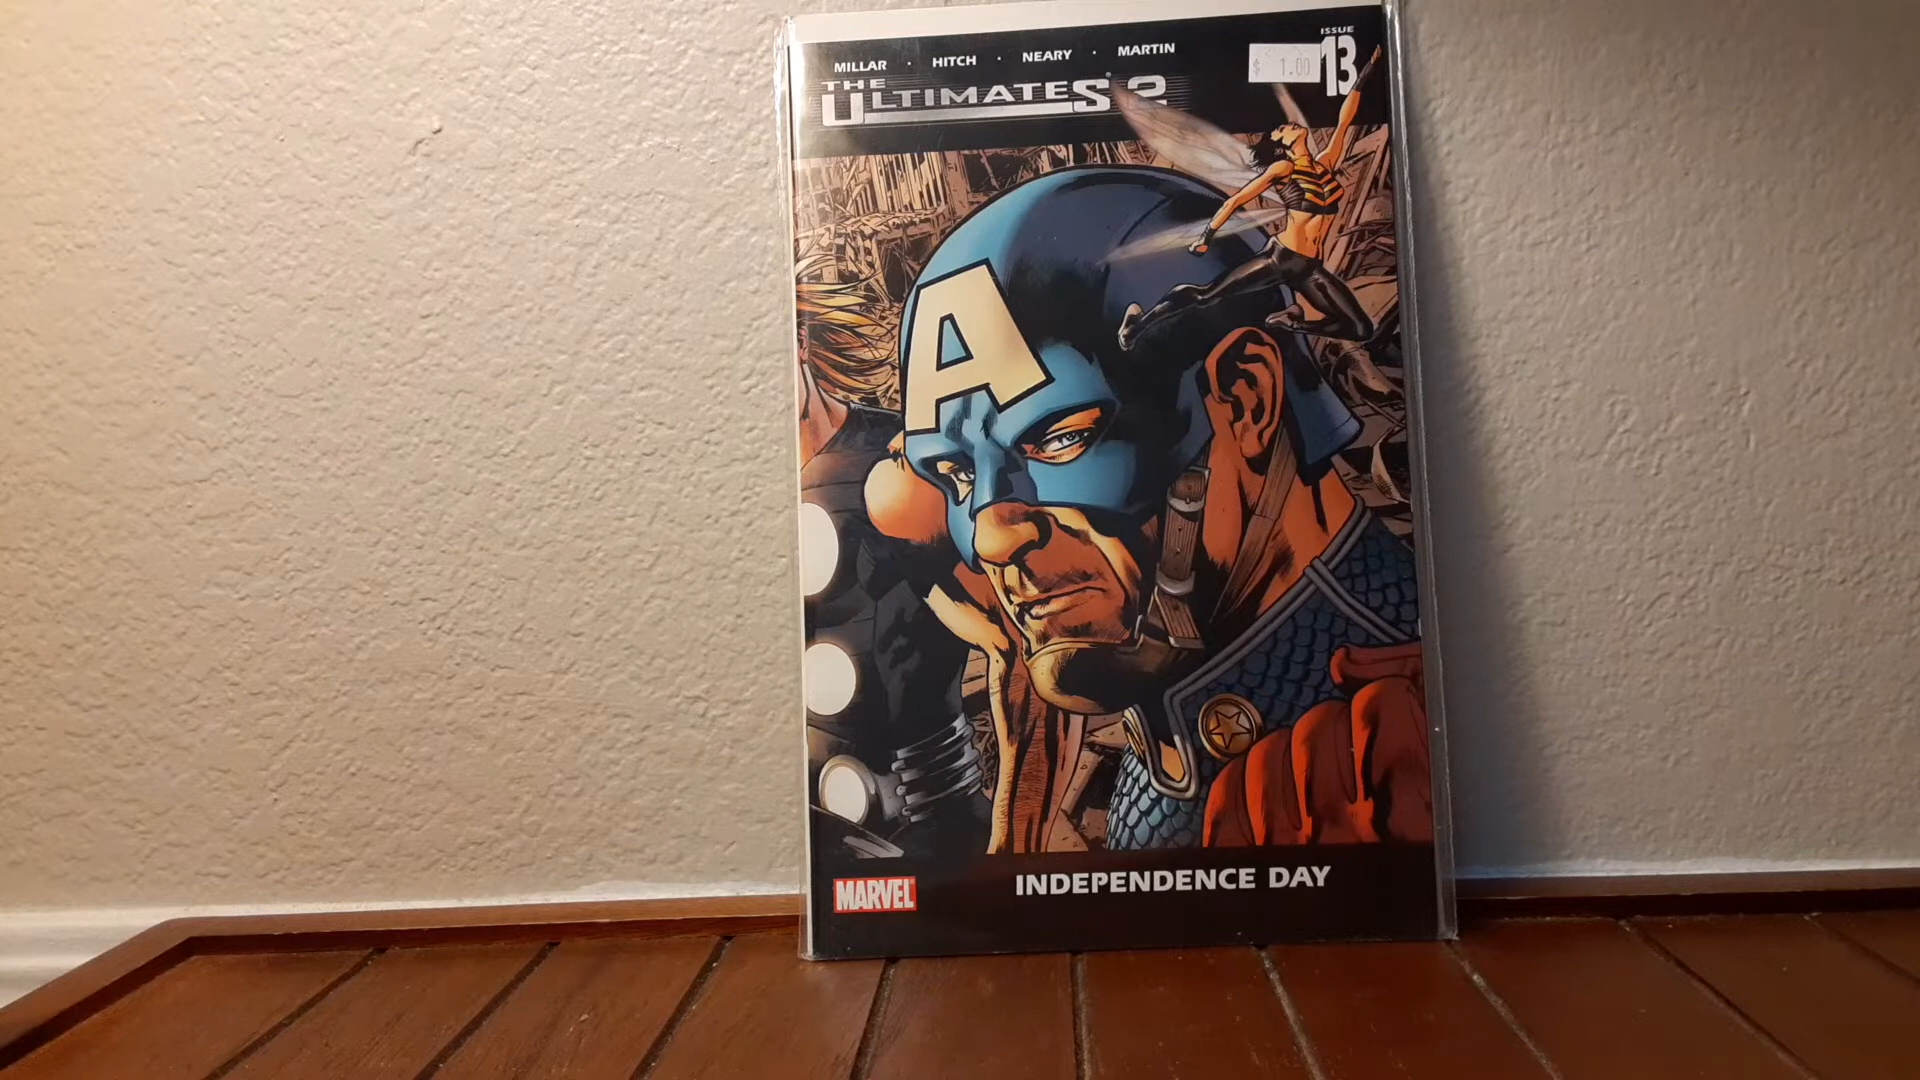 MILLAR · HITCH · NEARY · MARTIN
ISSUE
13
$ 1.00
THE
ULTIMATES 2
A
MARVEL
INDEPENDENCE DAY